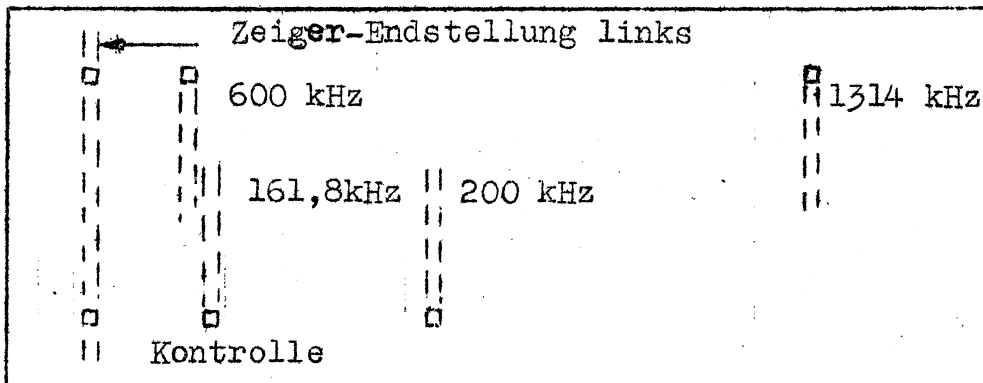 Zeiger-Endstellung links
600 kHz
1314 kHz
161,8kHz
200 kHz
Kontrolle